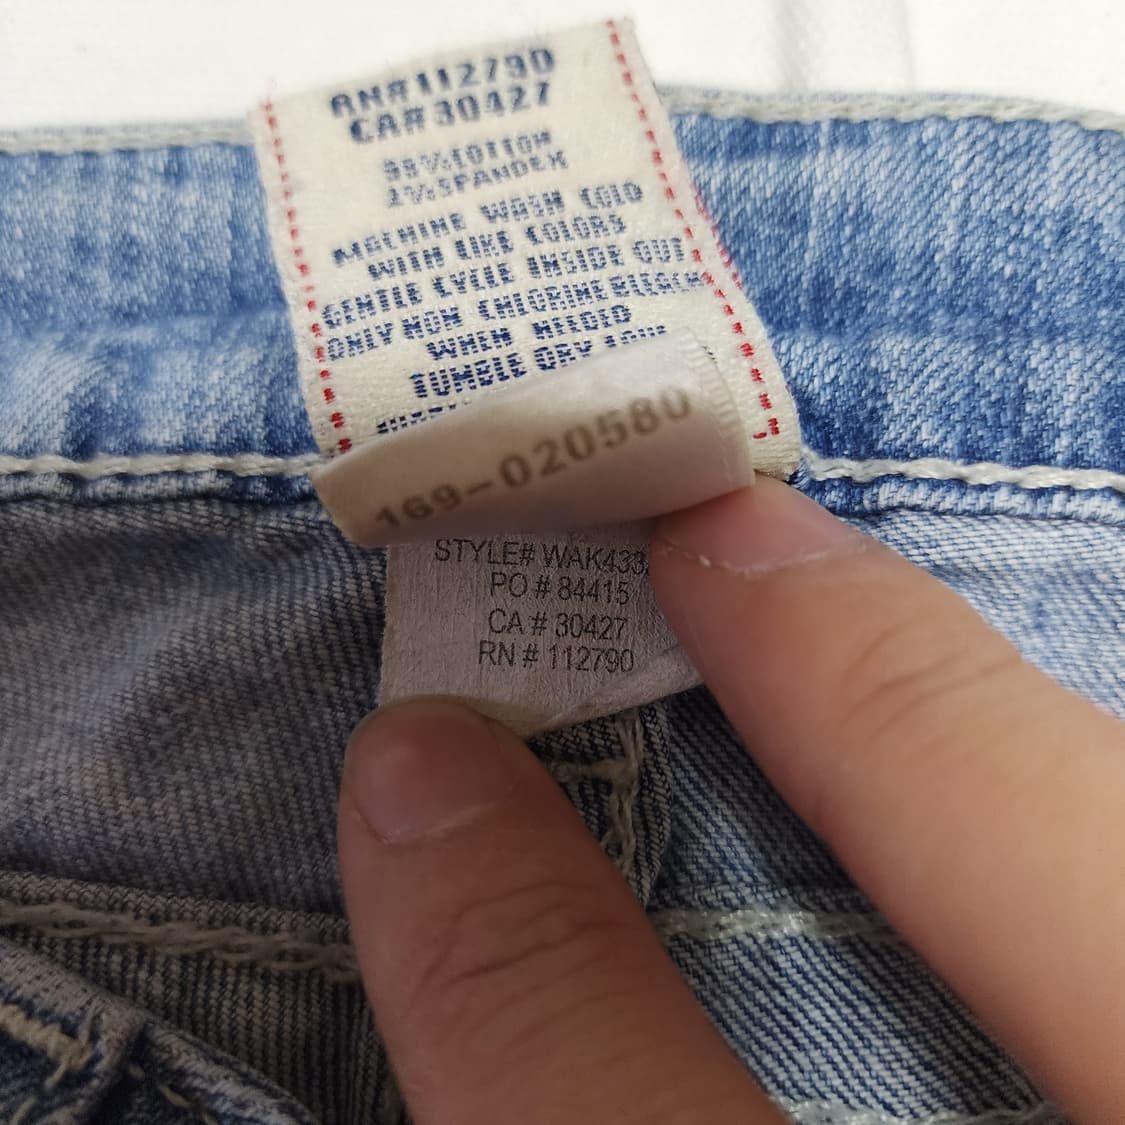 RN#112790
CA#30427
98%COTTON
2%SPANDEX
MACHINE WASH COLD
WITH LIKE COLORS
GENTLE CYCLE INSIDE OUT
ONLY NON CHLORINE BLEACH
WHEN NEEDED
TUMBLE DRY LOW
169-020580
STYLE# WAK433
PO # 84415
CA # 30427
RN # 112790